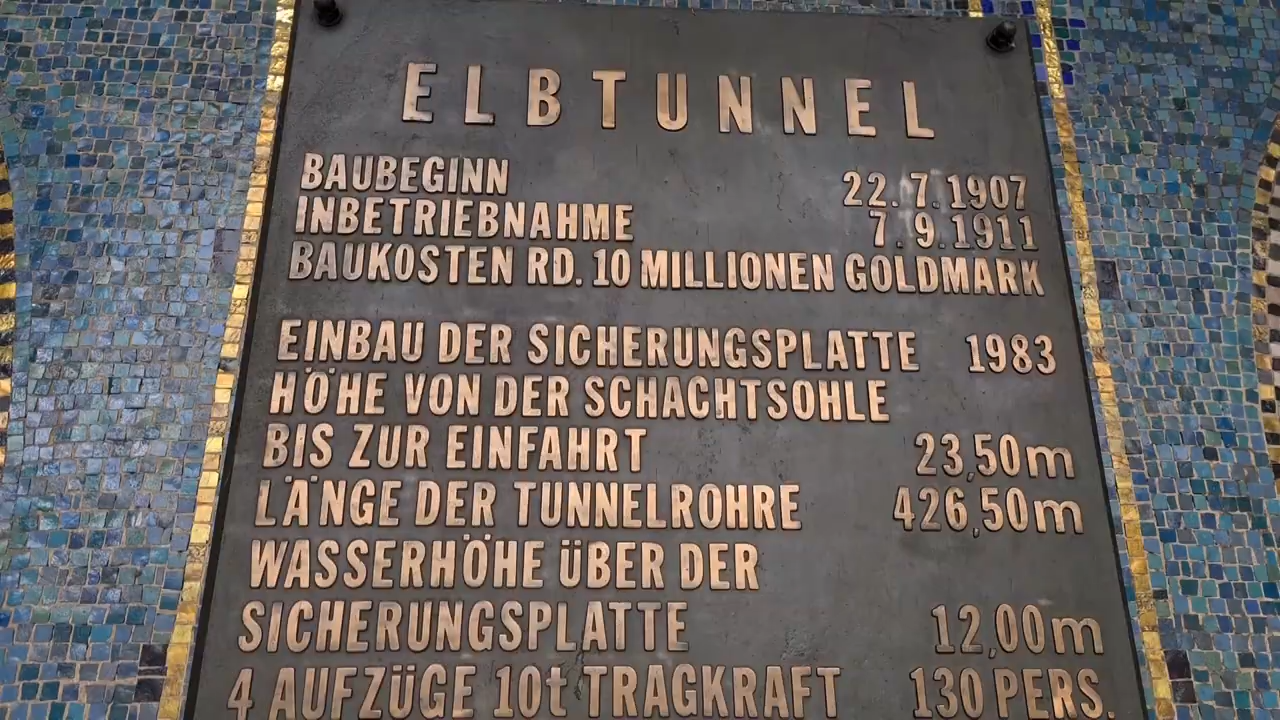 ELBTUNNEL
BAUBEGINN 22.7.1907
INBETRIEBNAHME 7.9.1911
BAUKOSTEN RD. 10 MILLIONEN GOLDMARK
EINBAU DER SICHERUNGSPLATTE 1983
HÖHE VON DER SCHACHTSOHLE
BIS ZUR EINFAHRT 23,50m
LÄNGE DER TUNNELROHRE 426,50m
WASSERHÖHE ÜBER DER
SICHERUNGSPLATTE 12,00m
4 AUFZÜGE 10t TRAGKRAFT 130 PERS.